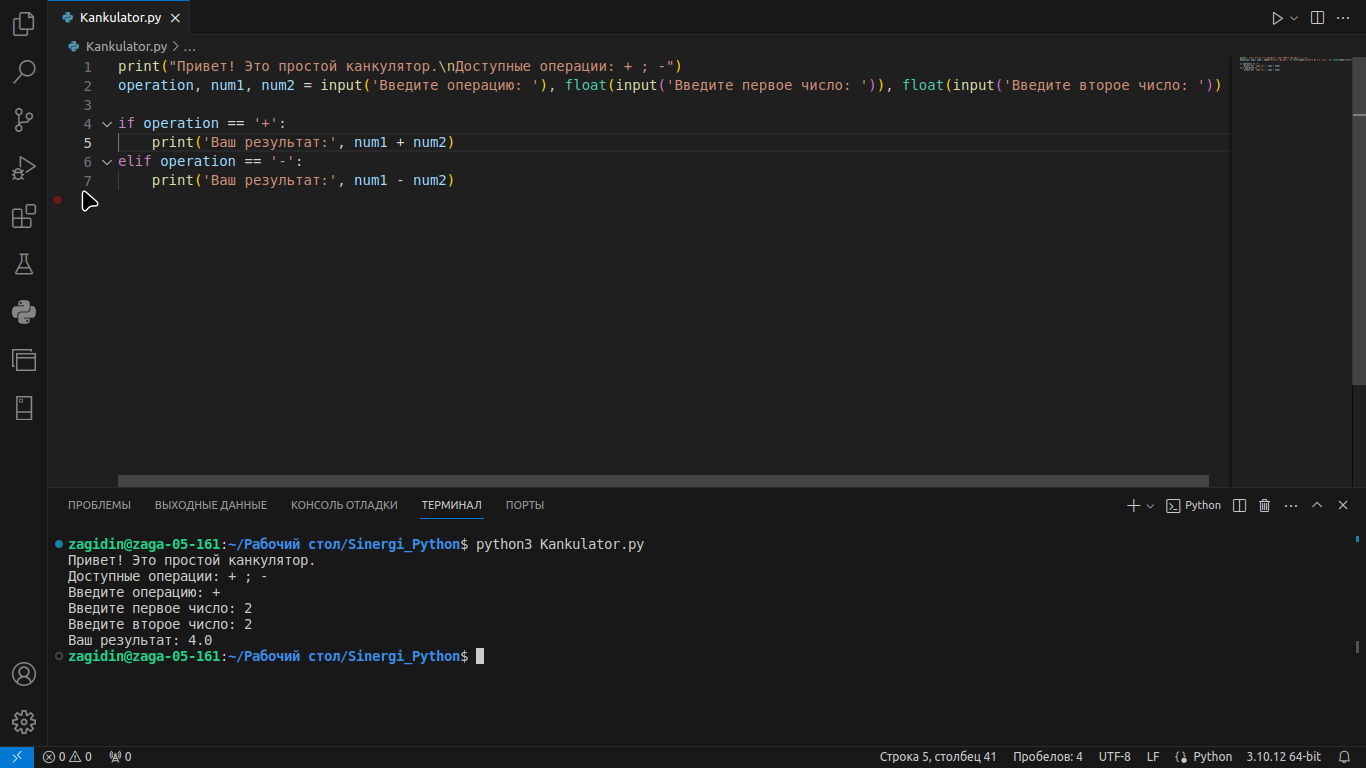 Kankulator.py
Kankulator.py > ...
1 print("Привет! Это простой канкулятор.\nДоступные операции: + ; -")
2 operation, num1, num2 = input('Введите операцию: '), float(input('Введите первое число: ')), float(input('Введите второе число: '))
3
4 if operation == '+':
5 print('Ваш результат:', num1 + num2)
6 elif operation == '-':
7 print('Ваш результат:', num1 - num2)
ПРОБЛЕМЫ ВЫХОДНЫЕ ДАННЫЕ КОНСОЛЬ ОТЛАДКИ ТЕРМИНАЛ ПОРТЫ Python
zagidin@zaga-05-161:~/Рабочий стол/Sinergi_Python$ python3 Kankulator.py
Привет! Это простой канкулятор.
Доступные операции: + ; -
Введите операцию: +
Введите первое число: 2
Введите второе число: 2
Ваш результат: 4.0
zagidin@zaga-05-161:~/Рабочий стол/Sinergi_Python$
0 0 0 Строка 5, столбец 41 Пробелов: 4 UTF-8 LF Python 3.10.12 64-bit